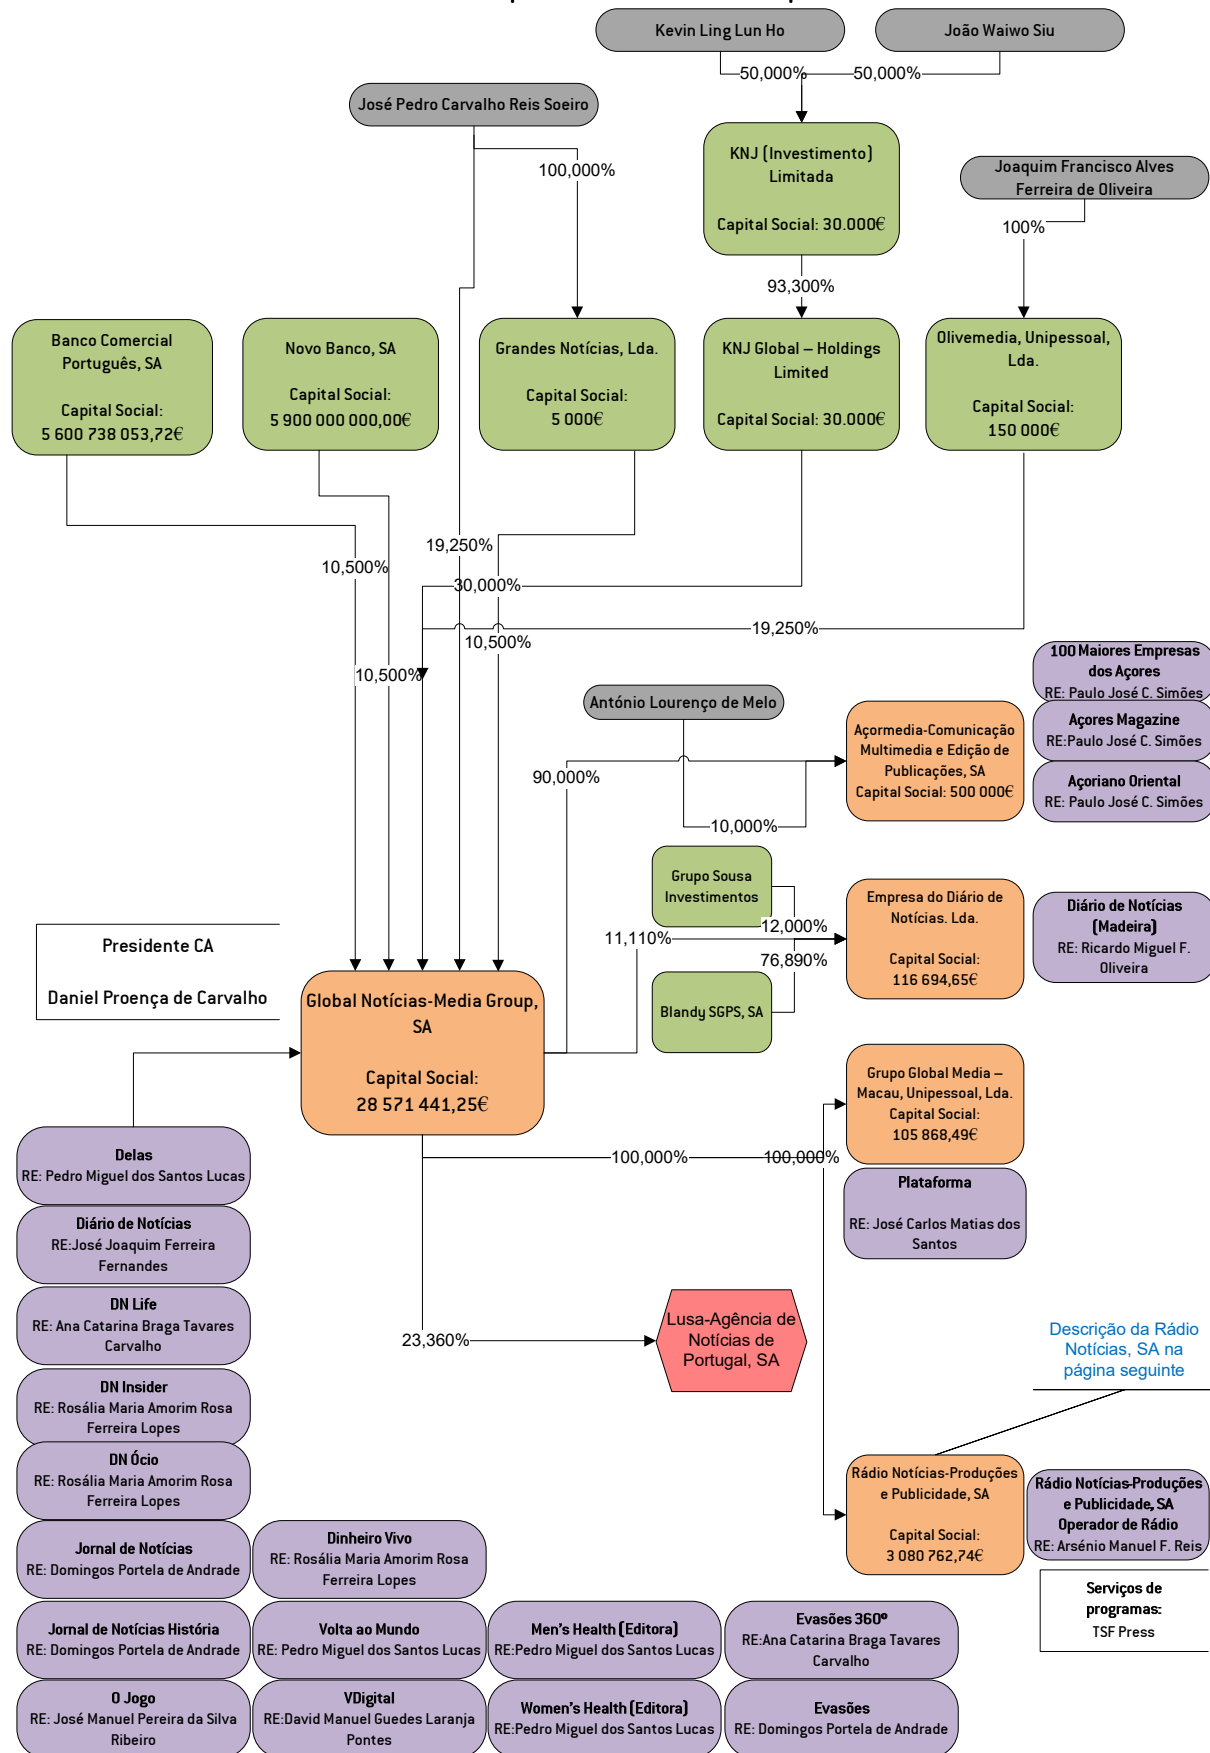 Kevin Ling Lun Ho
João Waiwo Siu
50,000%
50,000%
José Pedro Carvalho Reis Soeiro
100,000%
KNJ (Investimento)
Limitada
Capital Social: 30.000€
Joaquim Francisco Alves
Ferreira de Oliveira
100%
93,300%
Banco Comercial
Português, SA
Capital Social:
5 600 738 053,72€
Novo Banco, SA
Capital Social:
5 900 000 000,00€
Grandes Notícias, Lda.
Capital Social:
5 000€
KNJ Global – Holdings
Limited
Capital Social: 30.000€
Olivemedia, Unipessoal,
Lda.
Capital Social:
150 000€
19,250%
10,500%
30,000%
19,250%
10,500%
10,500%
António Lourenço de Melo
90,000%
10,000%
Açormedia-Comunicação
Multimedia e Edição de
Publicações, SA
Capital Social: 500 000€
100 Maiores Empresas
dos Açores
RE: Paulo José C. Simões
Açores Magazine
RE:Paulo José C. Simões
Açoriano Oriental
RE: Paulo José C. Simões
Grupo Sousa
Investimentos
12,000%
11,110%
76,890%
Blandy SGPS, SA
Empresa do Diário de
Notícias. Lda.
Capital Social:
116 694,65€
Diário de Notícias
(Madeira)
RE: Ricardo Miguel F.
Oliveira
Presidente CA
Daniel Proença de Carvalho
Global Notícias-Media Group,
SA
Capital Social:
28 571 441,25€
Grupo Global Media –
Macau, Unipessoal, Lda.
Capital Social:
105 868,49€
100,000%
100,000%
Plataforma
RE: José Carlos Matias dos
Santos
23,360%
Lusa-Agência de
Notícias de
Portugal, SA
Descrição da Rádio
Notícias, SA na
página seguinte
Rádio Notícias-Produções
e Publicidade, SA
Capital Social:
3 080 762,74€
Rádio Notícias-Produções
e Publicidade, SA
Operador de Rádio
RE: Arsénio Manuel F. Reis
Serviços de
programas:
TSF Press
Delas
RE: Pedro Miguel dos Santos Lucas
Diário de Notícias
RE:José Joaquim Ferreira
Fernandes
DN Life
RE: Ana Catarina Braga Tavares
Carvalho
DN Insider
RE: Rosália Maria Amorim Rosa
Ferreira Lopes
DN Ócio
RE: Rosália Maria Amorim Rosa
Ferreira Lopes
Jornal de Notícias
RE: Domingos Portela de Andrade
Dinheiro Vivo
RE: Rosália Maria Amorim Rosa
Ferreira Lopes
Jornal de Notícias História
RE: Domingos Portela de Andrade
Volta ao Mundo
RE: Pedro Miguel dos Santos Lucas
Men's Health (Editora)
RE:Pedro Miguel dos Santos Lucas
Evasões 360º
RE:Ana Catarina Braga Tavares
Carvalho
O Jogo
RE: José Manuel Pereira da Silva
Ribeiro
VDigital
RE:David Manuel Guedes Laranja
Pontes
Women's Health (Editora)
RE:Pedro Miguel dos Santos Lucas
Evasões
RE: Domingos Portela de Andrade